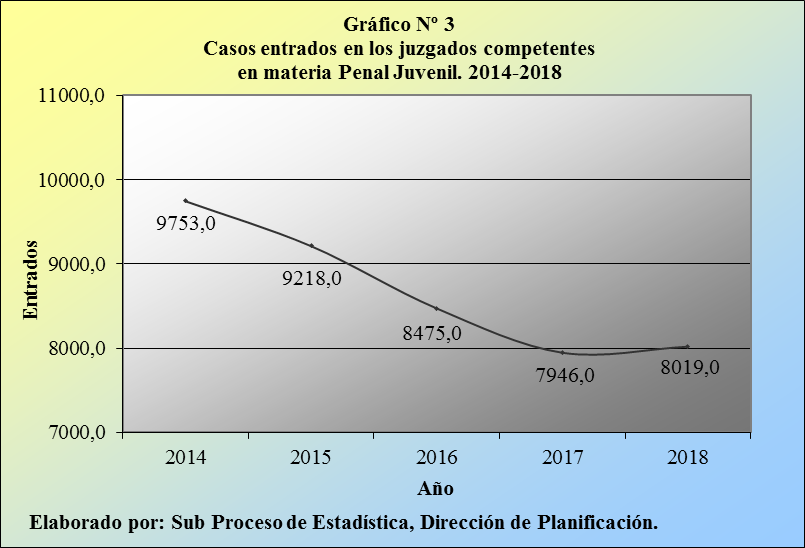 Gráfico Nº 3
Casos entrados en los juzgados competentes
en materia Penal Juvenil. 2014-2018
11000,0
10000,0
9000,0
8000,0
7000,0
Entrados
9753,0
9218,0
8475,0
7946,0
8019,0
2014 2015 2016 2017 2018
Año
Elaborado por: Sub Proceso de Estadística, Dirección de Planificación.